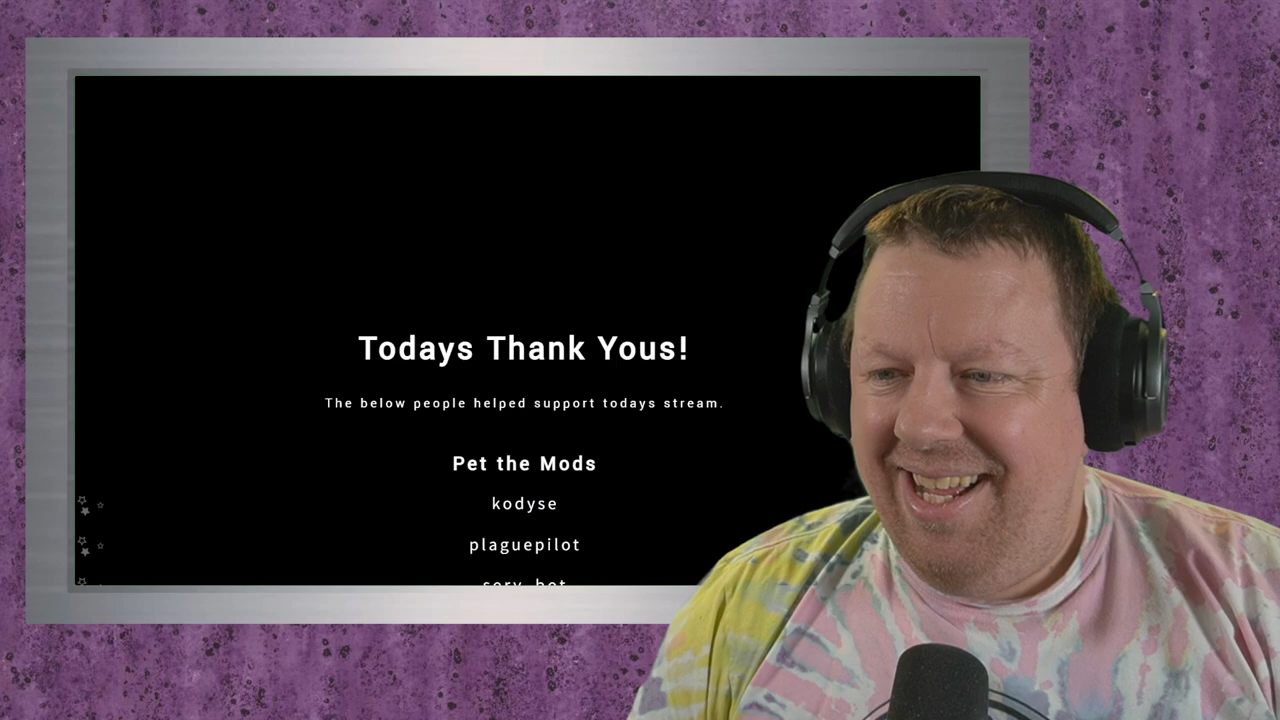 Todays Thank Yous!
The below people helped support todays stream.
Pet the Mods
kodyse
plaguepilot